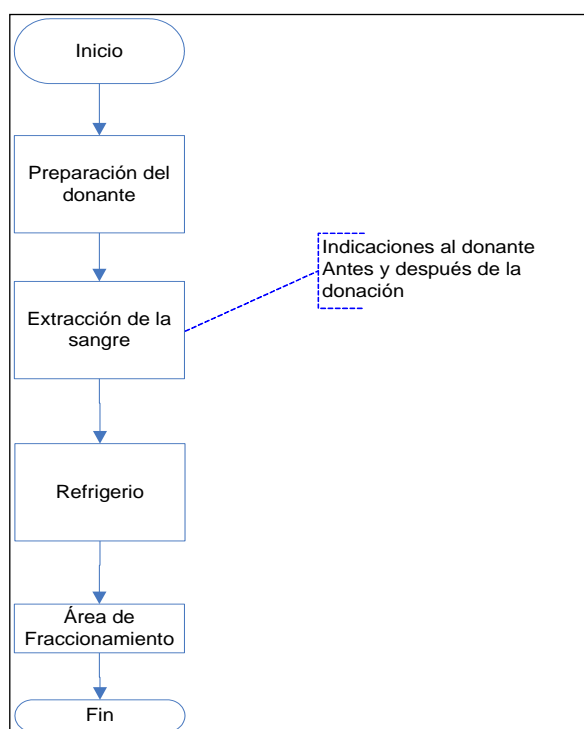 Inicio
Preparación del
donante
Indicaciones al donante
Antes y después de la
donación
Extracción de la
sangre
Refrigerio
Área de
Fraccionamiento
Fin